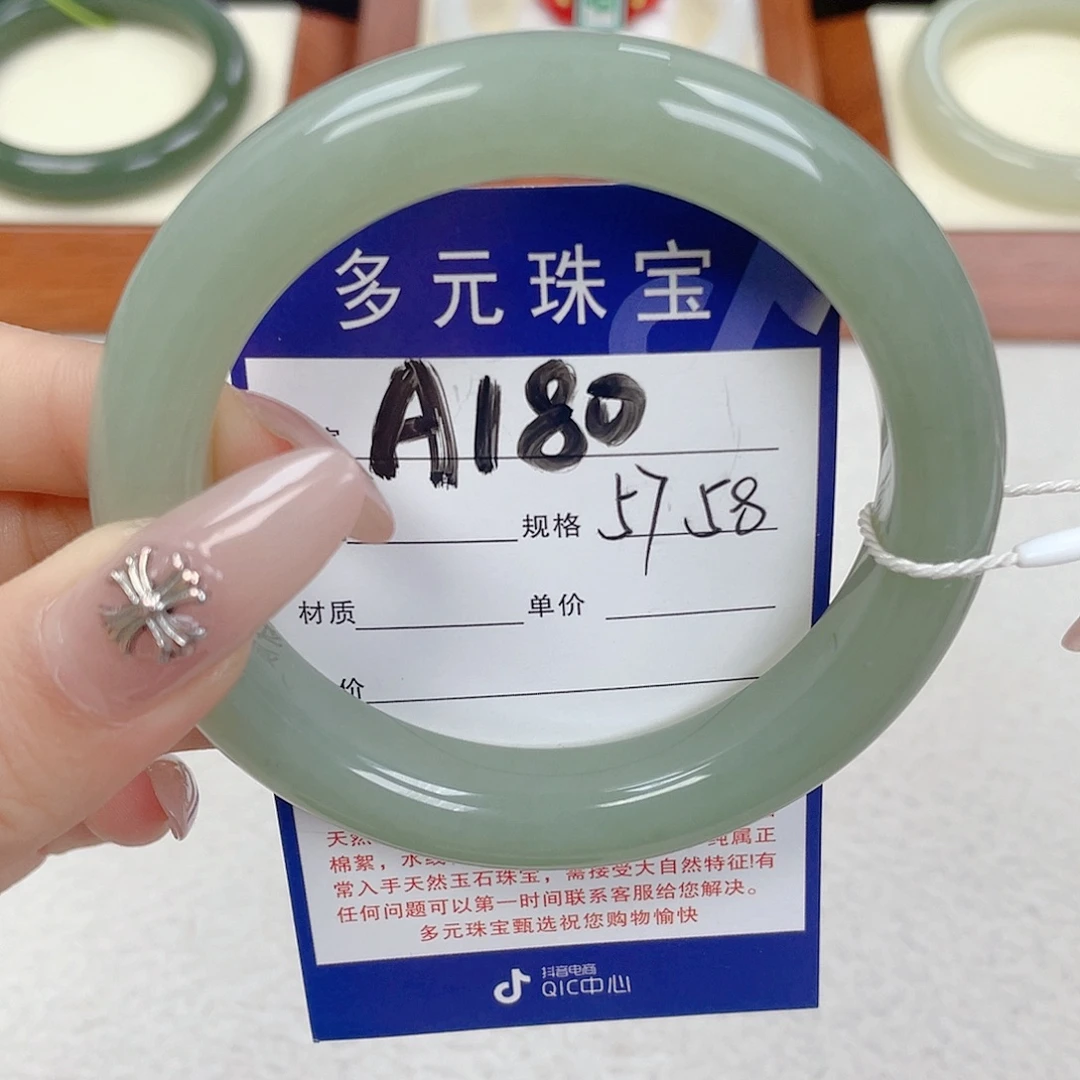 多元珠宝
A180
规格 57 58
材质 单价
价
天然 纯属正
棉絮，水线 需接受大自然特征!有
常入手天然玉石珠宝，
任何问题可以第一时间联系客服给您解决。
多元珠宝甄选祝您购物愉快
抖音电商
QIC中心